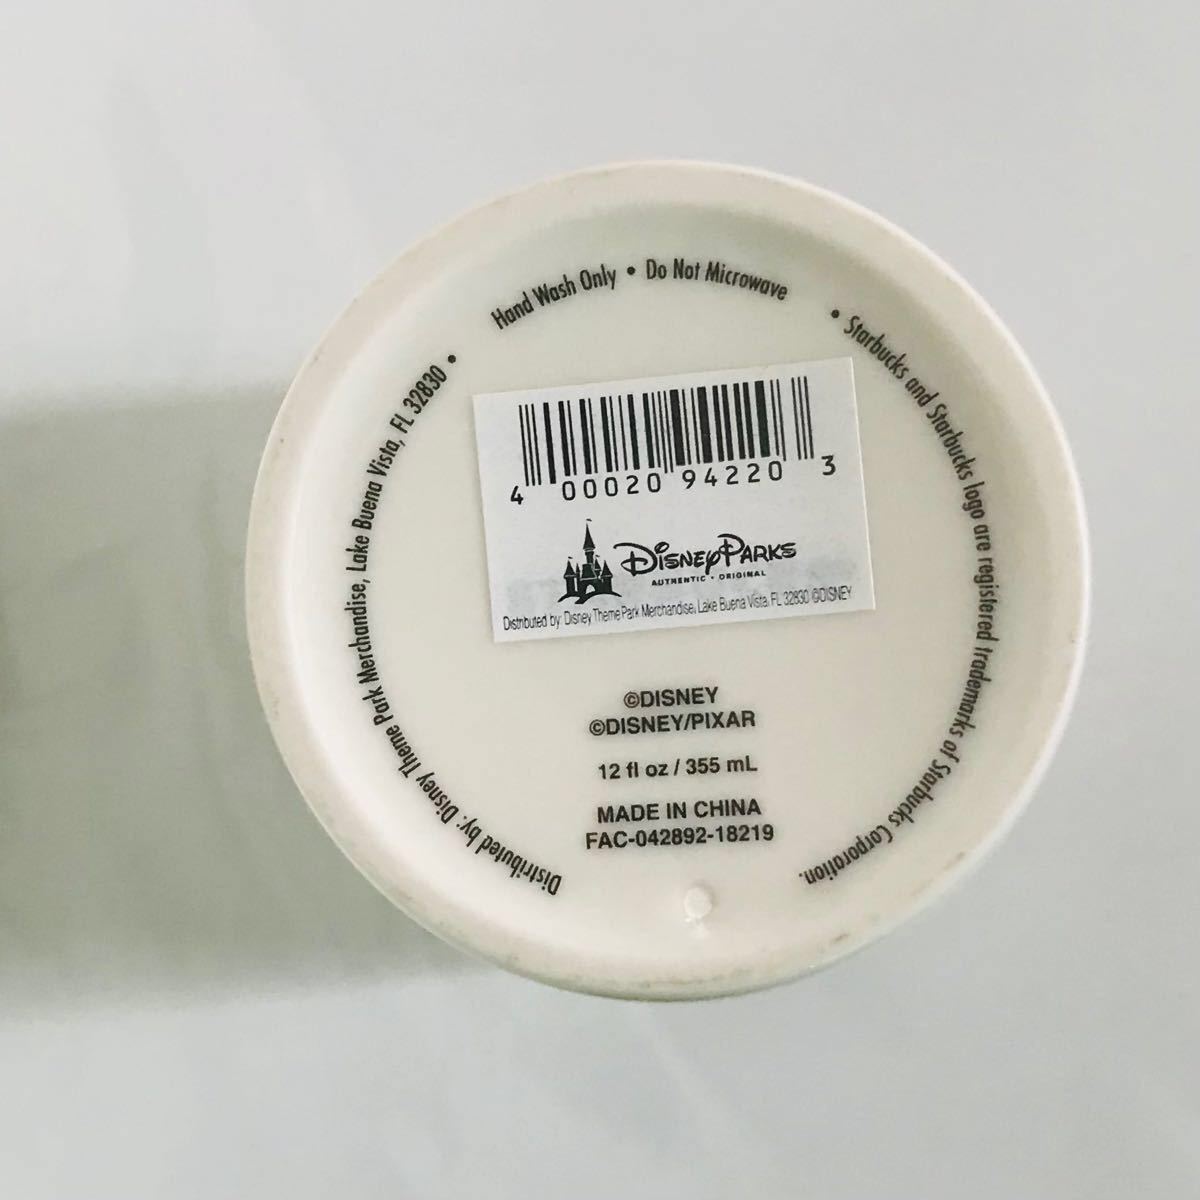 Hand Wash Only • Do Not Microwave
• Starbucks and Starbucks logo are registered trademarks of Starbucks Corporation.
Distributed by: Disney Theme Park Merchandise, Lake Buena Vista, FL 32830 •
4 00020 94220 3
Disney Parks
AUTHENTIC • ORIGINAL
Distributed by: Disney Theme Park Merchandise, Lake Buena Vista, FL 32830 ©DISNEY
©DISNEY
©DISNEY/PIXAR
12 fl oz / 355 mL
MADE IN CHINA
FAC-042892-18219